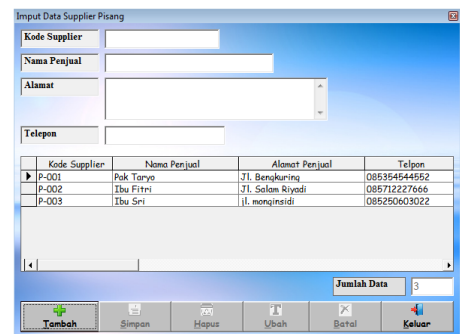 Imput Data Supplier Pisang
Kode Supplier
Nama Penjual
Alamat
Telepon
Kode Supplier Nama Penjual Alamat Penjual Telpon
P-001 Pak Taryo Jl. Bengkuring 085354544552
P-002 Ibu Fitri Jl. Salam Riyadi 085712227666
P-003 Ibu Sri jl. monginsidi 085250603022
Jumlah Data 3
Tambah Simpan Hapus Ubah Batal Keluar